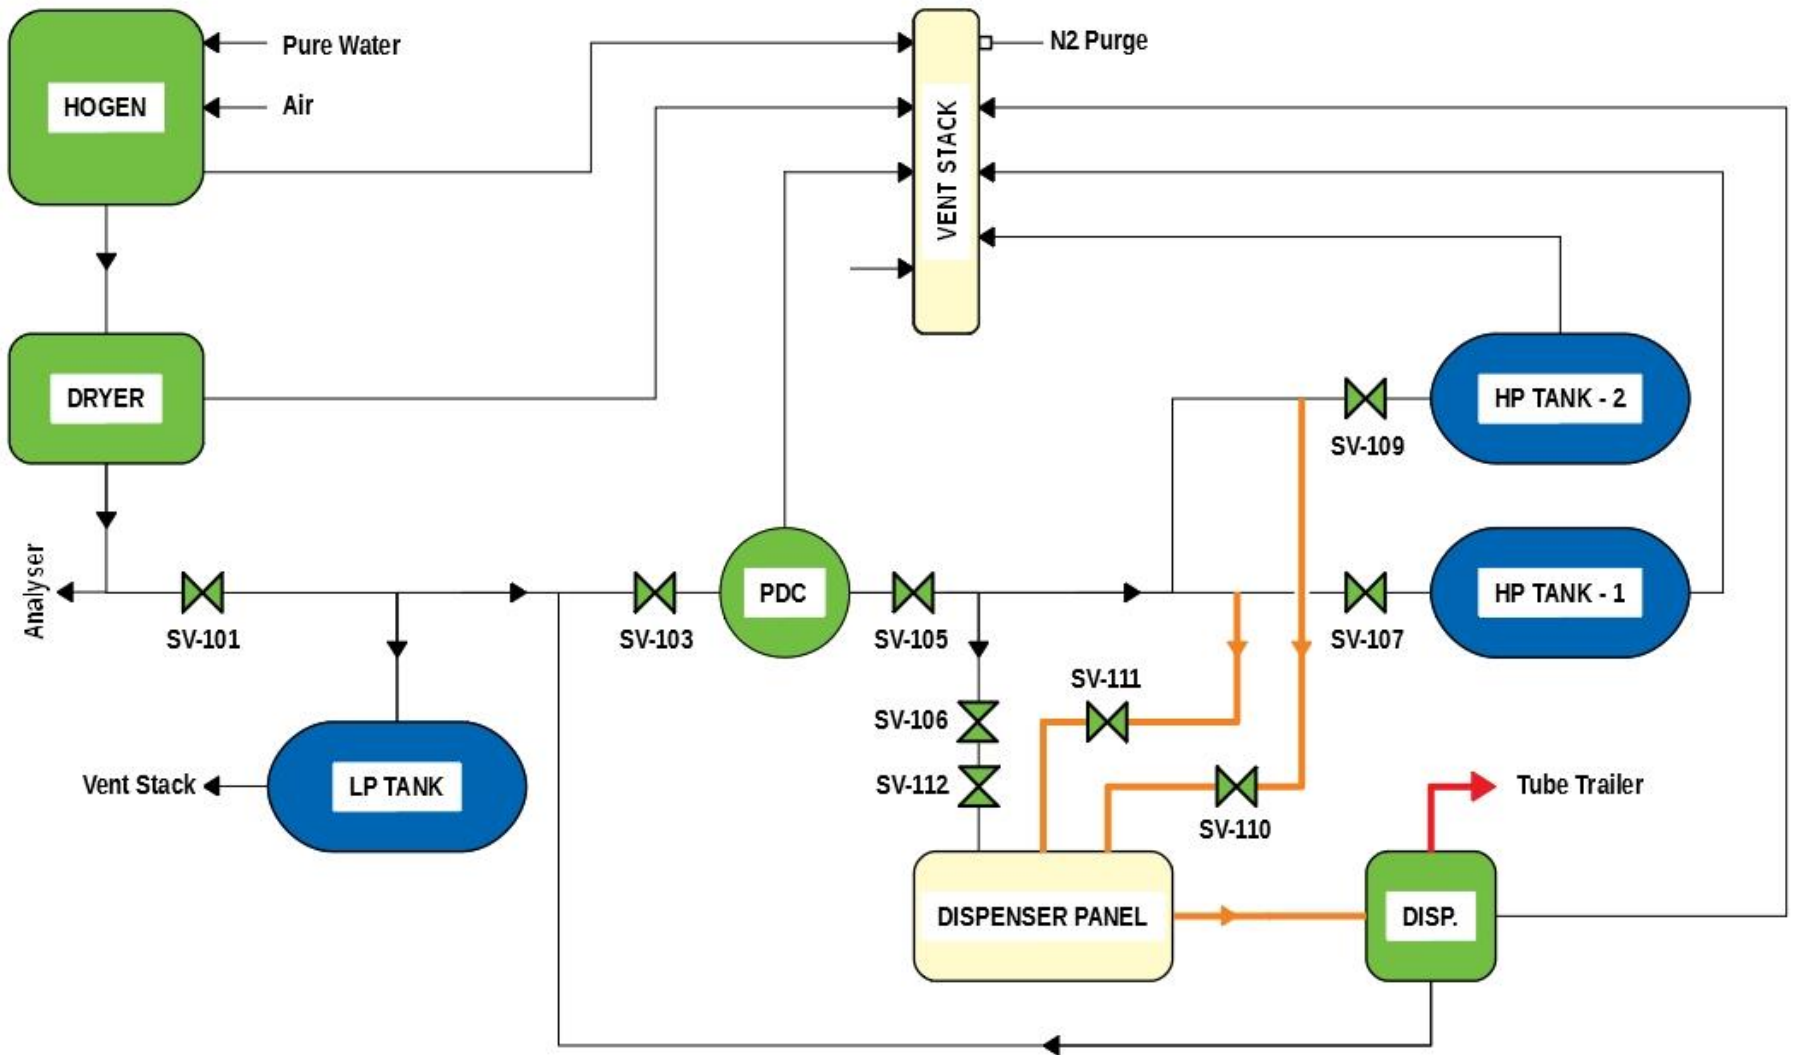 Pure Water
N2 Purge
HOGEN
Air
VENT STACK
DRYER
HP TANK - 2
SV-109
Analyser
PDC
HP TANK - 1
SV-101
SV-103
SV-105
SV-107
SV-111
SV-106
Vent Stack
LP TANK
SV-112
Tube Trailer
SV-110
DISPENSER PANEL
DISP.